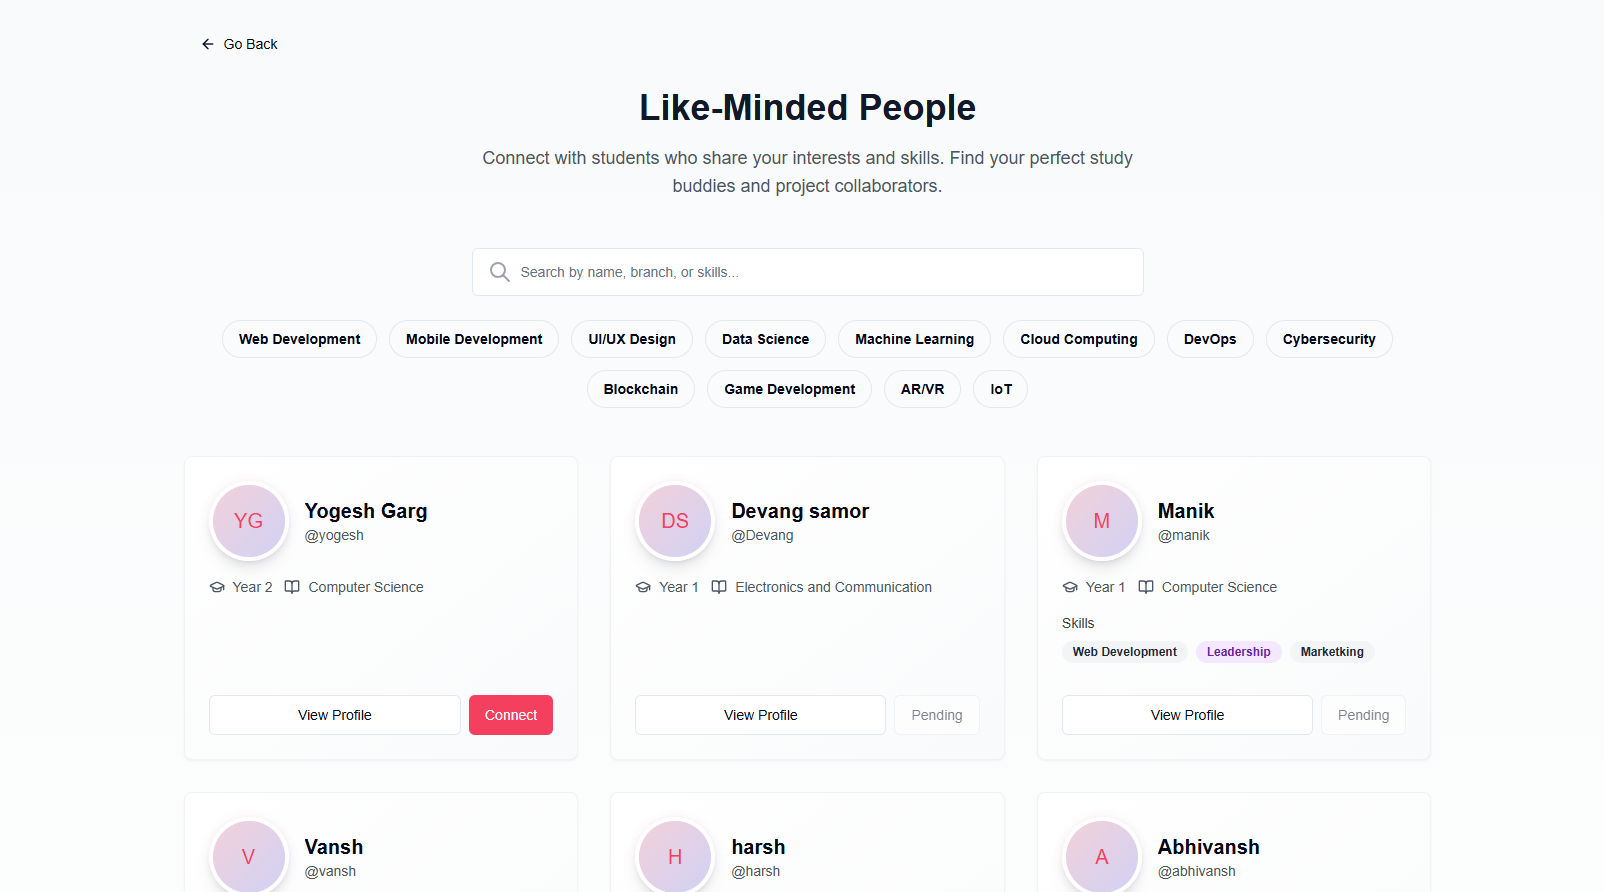 Go Back
Like-Minded People
Connect with students who share your interests and skills. Find your perfect study
buddies and project collaborators.
Search by name, branch, or skills...
Web Development Mobile Development UI/UX Design Data Science Machine Learning Cloud Computing DevOps Cybersecurity
Blockchain Game Development AR/VR IoT
YG
Yogesh Garg
@yogesh
Year 2 Computer Science
View Profile Connect
DS
Devang samor
@Devang
Year 1 Electronics and Communication
View Profile Pending
M
Manik
@manik
Year 1 Computer Science
Skills
Web Development Leadership Marketking
View Profile Pending
V
Vansh
@vansh
H
harsh
@harsh
A
Abhivansh
@abhivansh